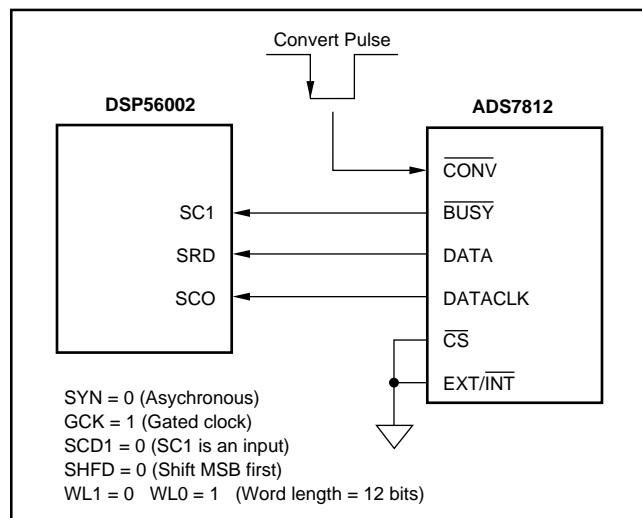 Convert Pulse
DSP56002
ADS7812
CONV
SC1
BUSY
SRD
DATA
SCO
DATACLK
CS
EXT/INT
SYN = 0 (Asychronous)
GCK = 1 (Gated clock)
SCD1 = 0 (SC1 is an input)
SHFD = 0 (Shift MSB first)
WL1 = 0 WL0 = 1 (Word length = 12 bits)